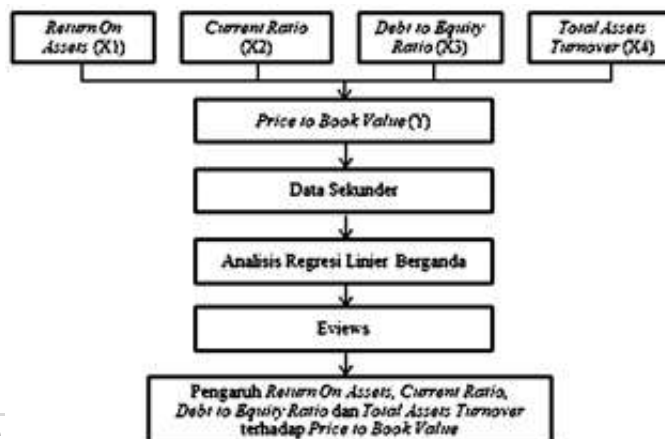 Return On
Assets (X1)
Current Ratio
(X2)
Debt to Equity
Ratio (X3)
Total Assets
Turnover (X4)
Price to Book Value (Y)
Data Sekunder
Analisis Regresi Linier Berganda
Eviews
Pengaruh Return On Assets, Current Ratio,
Debt to Equity Ratio dan Total Assets Turnover
terhadap Price to Book Value